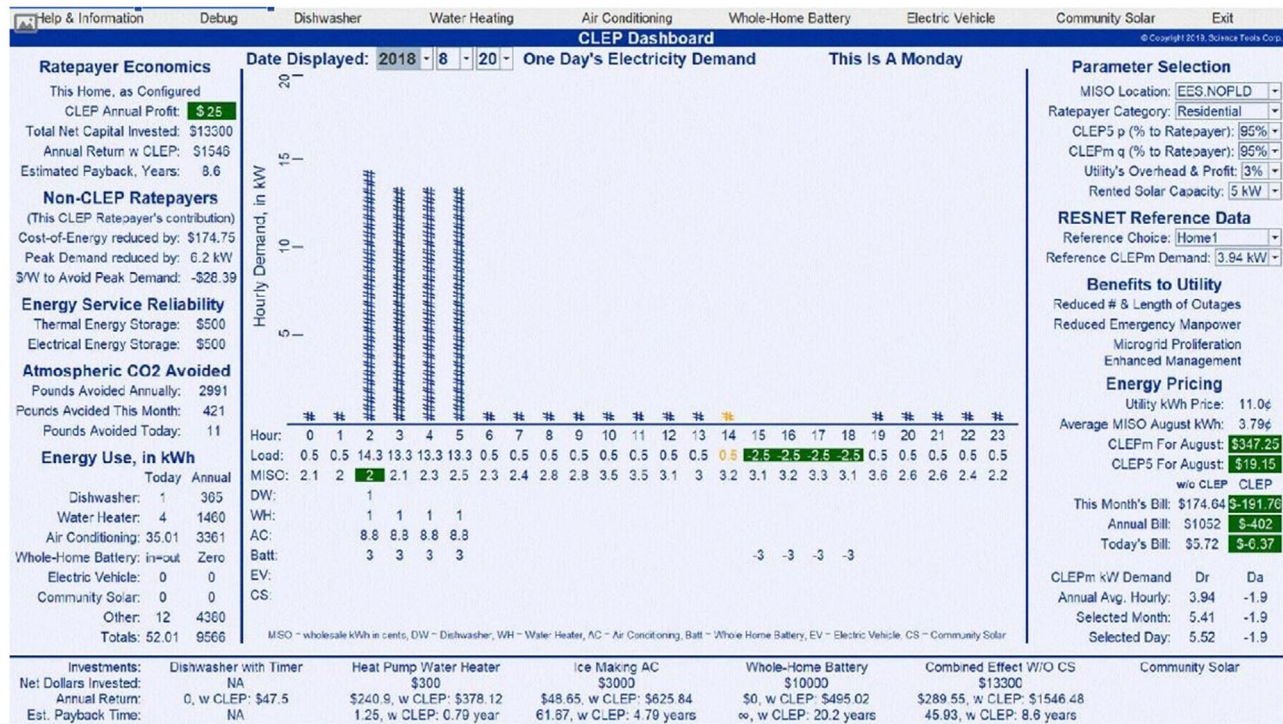 Help & Information Debug Dishwasher Water Heating Air Conditioning Whole-Home Battery Electric Vehicle Community Solar Exit
CLEP Dashboard
© Copyright 2019, Science Tools Corp.
Ratepayer Economics
This Home, as Configured
CLEP Annual Profit: $ 25
Total Net Capital Invested: $13300
Annual Return w CLEP: $1546
Estimated Payback, Years: 8.6
Non-CLEP Ratepayers
(This CLEP Ratepayer's contribution)
Cost-of-Energy reduced by: $174.75
Peak Demand reduced by: 6.2 kW
$/W to Avoid Peak Demand: -$28.39
Energy Service Reliability
Thermal Energy Storage: $500
Electrical Energy Storage: $500
Atmospheric CO2 Avoided
Pounds Avoided Annually: 2991
Pounds Avoided This Month: 421
Pounds Avoided Today: 11
Energy Use, in kWh
Today Annual
Dishwasher: 1 365
Water Heater: 4 1460
Air Conditioning: 35.01 3361
Whole-Home Battery: in=out Zero
Electric Vehicle: 0 0
Community Solar: 0 0
Other: 12 4380
Totals: 52.01 9566
Date Displayed: 2018 8 20 One Day's Electricity Demand This Is A Monday
Hourly Demand, in kW
20
15
10
5
Hour: 0 1 2 3 4 5 6 7 8 9 10 11 12 13 14 15 16 17 18 19 20 21 22 23
Load: 0.5 0.5 14.3 13.3 13.3 13.3 0.5 0.5 0.5 0.5 0.5 0.5 0.5 0.5 0.5 -2.5 -2.5 -2.5 -2.5 0.5 0.5 0.5 0.5 0.5
MISO: 2.1 2 2 2.1 2.3 2.5 2.3 2.4 2.8 2.8 3.5 3.5 3.1 3 3.2 3.1 3.2 3.3 3.1 3.6 2.6 2.6 2.4 2.2
DW: 1
WH: 1 1 1 1
AC: 8.8 8.8 8.8 8.8
Batt: 3 3 3 3 -3 -3 -3 -3
EV:
CS:
MISO = wholesale kWh in cents, DW = Dishwasher, WH = Water Heater, AC = Air Conditioning, Batt = Whole Home Battery, EV = Electric Vehicle, CS = Community Solar
Parameter Selection
MISO Location: EES.NOPLD
Ratepayer Category: Residential
CLEP5 p (% to Ratepayer): 95%
CLEPm q (% to Ratepayer): 95%
Utility's Overhead & Profit: 3%
Rented Solar Capacity: 5 kW
RESNET Reference Data
Reference Choice: Home1
Reference CLEPm Demand: 3.94 kW
Benefits to Utility
Reduced # & Length of Outages
Reduced Emergency Manpower
Microgrid Proliferation
Enhanced Management
Energy Pricing
Utility kWh Price: 11.0¢
Average MISO August kWh: 3.79¢
CLEPm For August: $347.25
CLEP5 For August: $19.15
w/o CLEP CLEP
This Month's Bill: $174.64 $-191.76
Annual Bill: $1052 $-402
Today's Bill: $5.72 $-6.37
CLEPm kW Demand Dr Da
Annual Avg. Hourly: 3.94 -1.9
Selected Month: 5.41 -1.9
Selected Day: 5.52 -1.9
Investments: Dishwasher with Timer Heat Pump Water Heater Ice Making AC Whole-Home Battery Combined Effect W/O CS Community Solar
Net Dollars Invested: NA $300 $3000 $10000 $13300
Annual Return: 0, w CLEP: $47.5 $240.9, w CLEP: $378.12 $48.65, w CLEP: $625.84 $0, w CLEP: $495.02 $289.55, w CLEP: $1546.48
Est. Payback Time: NA 1.25, w CLEP: 0.79 year 61.67, w CLEP: 4.79 years ∞, w CLEP: 20.2 years 45.93, w CLEP: 8.6 years